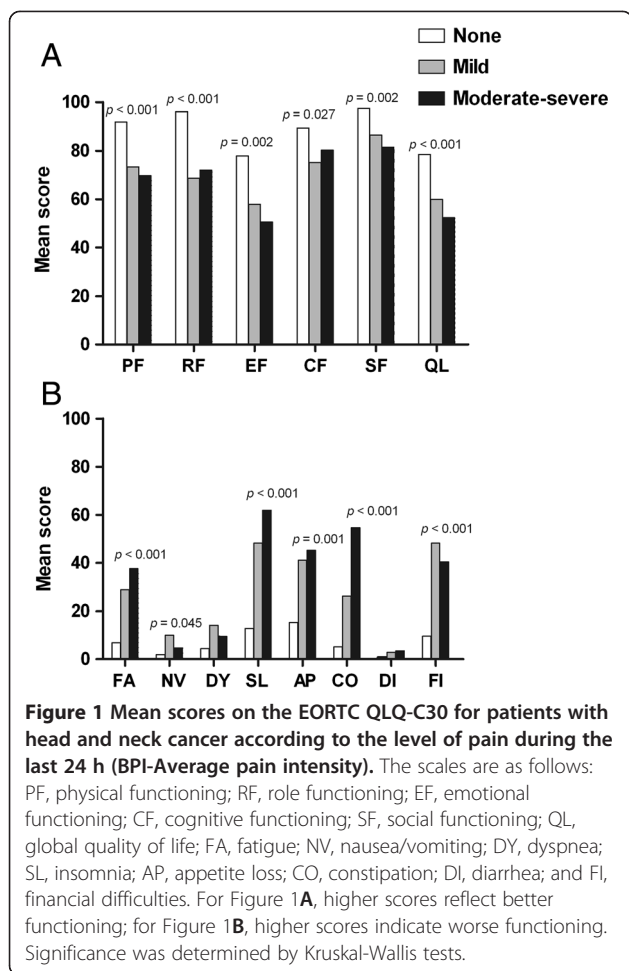 None
Mild
Moderate-severe
A
Mean score
100
80
60
40
20
0
p < 0.001
p < 0.001
p = 0.002
p = 0.027
p = 0.002
p < 0.001
PF RF EF CF SF QL
B
Mean score
100
80
60
40
20
0
p < 0.001
p = 0.045
p < 0.001
p = 0.001
p < 0.001
p < 0.001
FA NV DY SL AP CO DI FI
Figure 1 Mean scores on the EORTC QLQ-C30 for patients with
head and neck cancer according to the level of pain during the
last 24 h (BPI-Average pain intensity). The scales are as follows:
PF, physical functioning; RF, role functioning; EF, emotional
functioning; CF, cognitive functioning; SF, social functioning; QL,
global quality of life; FA, fatigue; NV, nausea/vomiting; DY, dyspnea;
SL, insomnia; AP, appetite loss; CO, constipation; DI, diarrhea; and FI,
financial difficulties. For Figure 1A, higher scores reflect better
functioning; for Figure 1B, higher scores indicate worse functioning.
Significance was determined by Kruskal-Wallis tests.